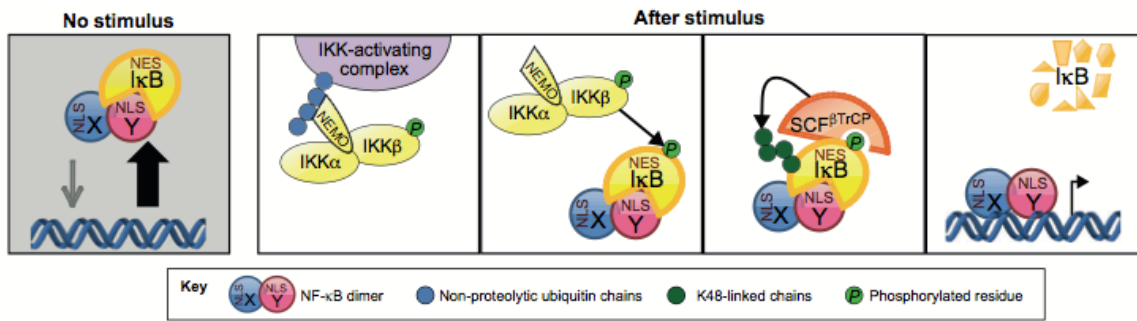 No stimulus
After stimulus
NES
IκB
NLS
X
NLS
Y
IKK-activating
complex
NEMO
IKKα
IKKβ
P
NEMO
IKKα
IKKβ
P
P
NES
IκB
NLS
X
NLS
Y
SCFβTrCP
P
NES
IκB
NLS
X
NLS
Y
IκB
NLS
X
NLS
Y
Key
NLS
X
NLS
Y
NF-κB dimer
Non-proteolytic ubiquitin chains
K48-linked chains
P
Phosphorylated residue